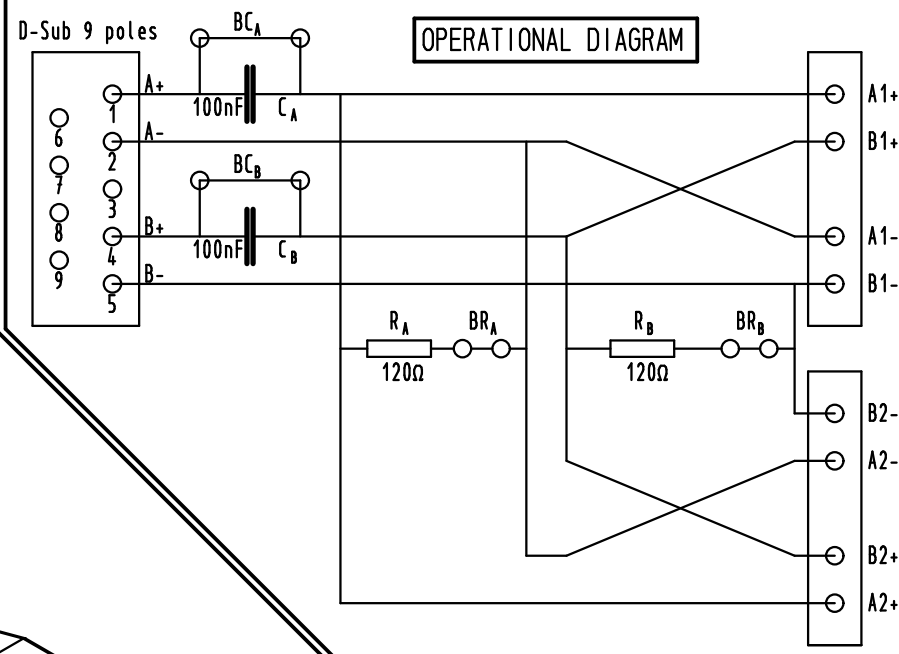 D-Sub 9 poles
BCA
OPERATIONAL DIAGRAM
A+
100nF CA
1
6
A-
2
7
BCB
3
8
B+
100nF CB
4
9
B-
5
A1+
B1+
A1-
B1-
RA BRA
120Ω
RB BRB
120Ω
B2-
A2-
B2+
A2+